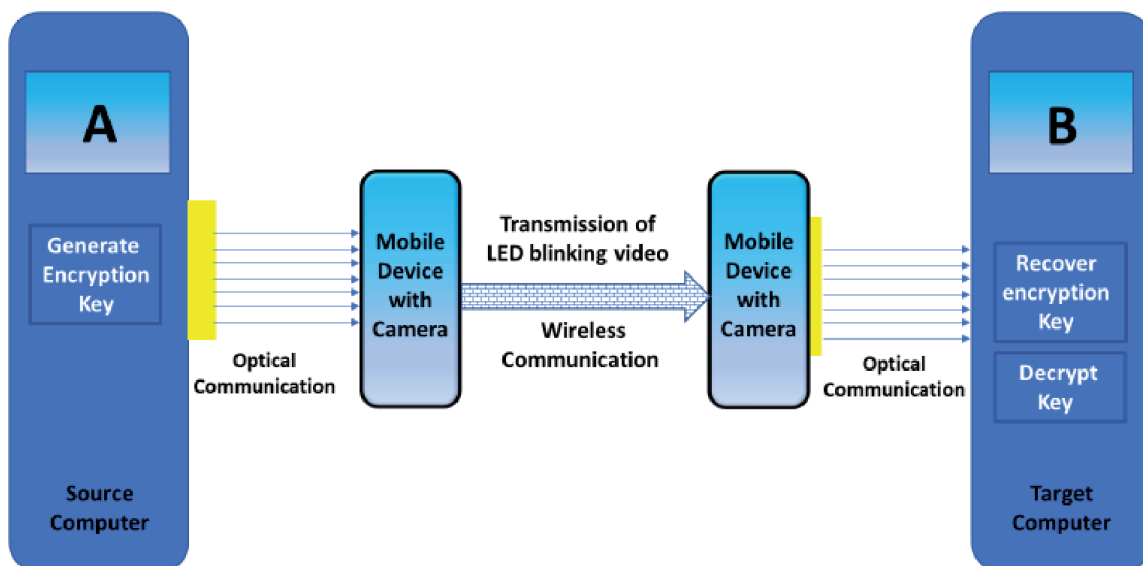 A
Generate
Encryption
Key
Source
Computer
Optical
Communication
Mobile
Device
with
Camera
Transmission of
LED blinking video
Wireless
Communication
Mobile
Device
with
Camera
Optical
Communication
B
Recover
encryption
Key
Decrypt
Key
Target
Computer